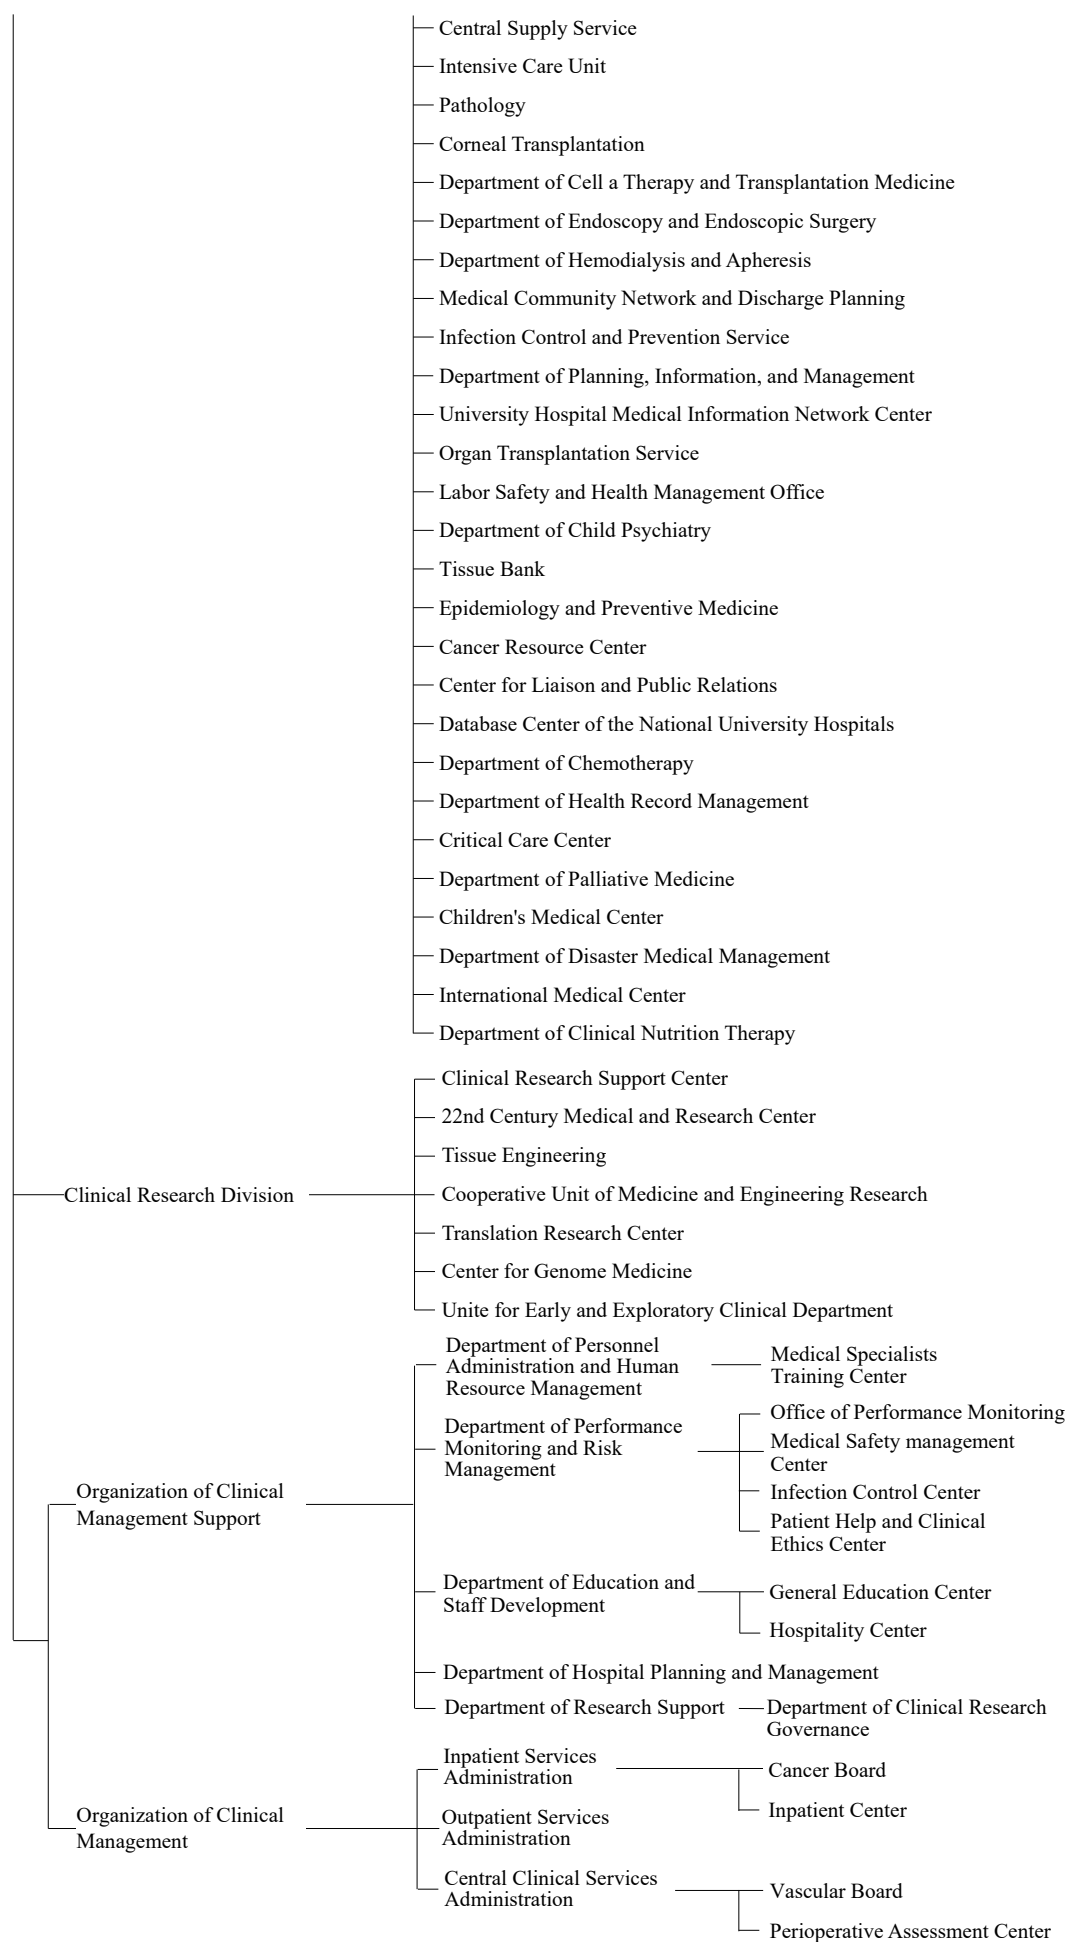 Central Supply Service
Intensive Care Unit
Pathology
Corneal Transplantation
Department of Cell a Therapy and Transplantation Medicine
Department of Endoscopy and Endoscopic Surgery
Department of Hemodialysis and Apheresis
Medical Community Network and Discharge Planning
Infection Control and Prevention Service
Department of Planning, Information, and Management
University Hospital Medical Information Network Center
Organ Transplantation Service
Labor Safety and Health Management Office
Department of Child Psychiatry
Tissue Bank
Epidemiology and Preventive Medicine
Cancer Resource Center
Center for Liaison and Public Relations
Database Center of the National University Hospitals
Department of Chemotherapy
Department of Health Record Management
Critical Care Center
Department of Palliative Medicine
Children's Medical Center
Department of Disaster Medical Management
International Medical Center
Department of Clinical Nutrition Therapy
Clinical Research Division
Clinical Research Support Center
22nd Century Medical and Research Center
Tissue Engineering
Cooperative Unit of Medicine and Engineering Research
Translation Research Center
Center for Genome Medicine
Unite for Early and Exploratory Clinical Department
Organization of Clinical
Management Support
Department of Personnel
Administration and Human
Resource Management
Medical Specialists
Training Center
Department of Performance
Monitoring and Risk
Management
Office of Performance Monitoring
Medical Safety management
Center
Infection Control Center
Patient Help and Clinical
Ethics Center
Department of Education and
Staff Development
General Education Center
Hospitality Center
Department of Hospital Planning and Management
Department of Research Support
Department of Clinical Research
Governance
Organization of Clinical
Management
Inpatient Services
Administration
Cancer Board
Inpatient Center
Outpatient Services
Administration
Central Clinical Services
Administration
Vascular Board
Perioperative Assessment Center